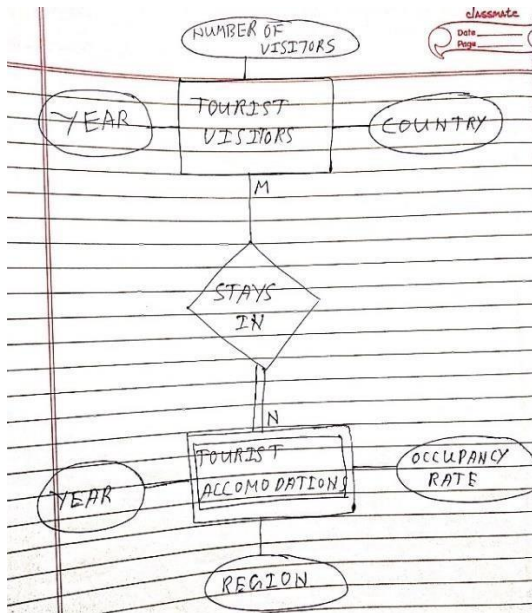 classmate
Date
Page
NUMBER OF
VISITORS
YEAR
TOURIST
VISITORS
COUNTRY
M
STAYS
IN
N
TOURIST
ACCOMODATIONS
YEAR
OCCUPANCY
RATE
REGION